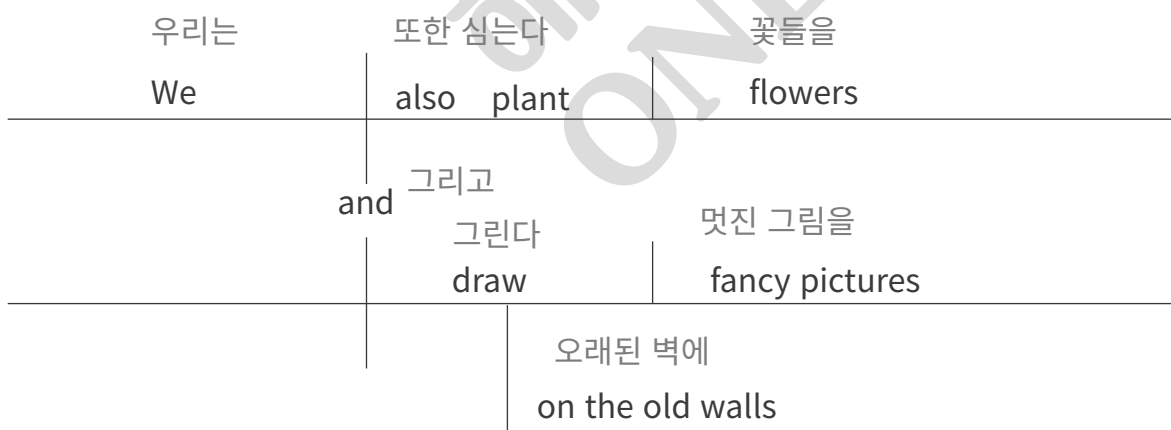 우리는 또한 심는다 꽃들을
We also plant flowers
그리고
and
그린다 멋진 그림을
draw fancy pictures
오래된 벽에
on the old walls